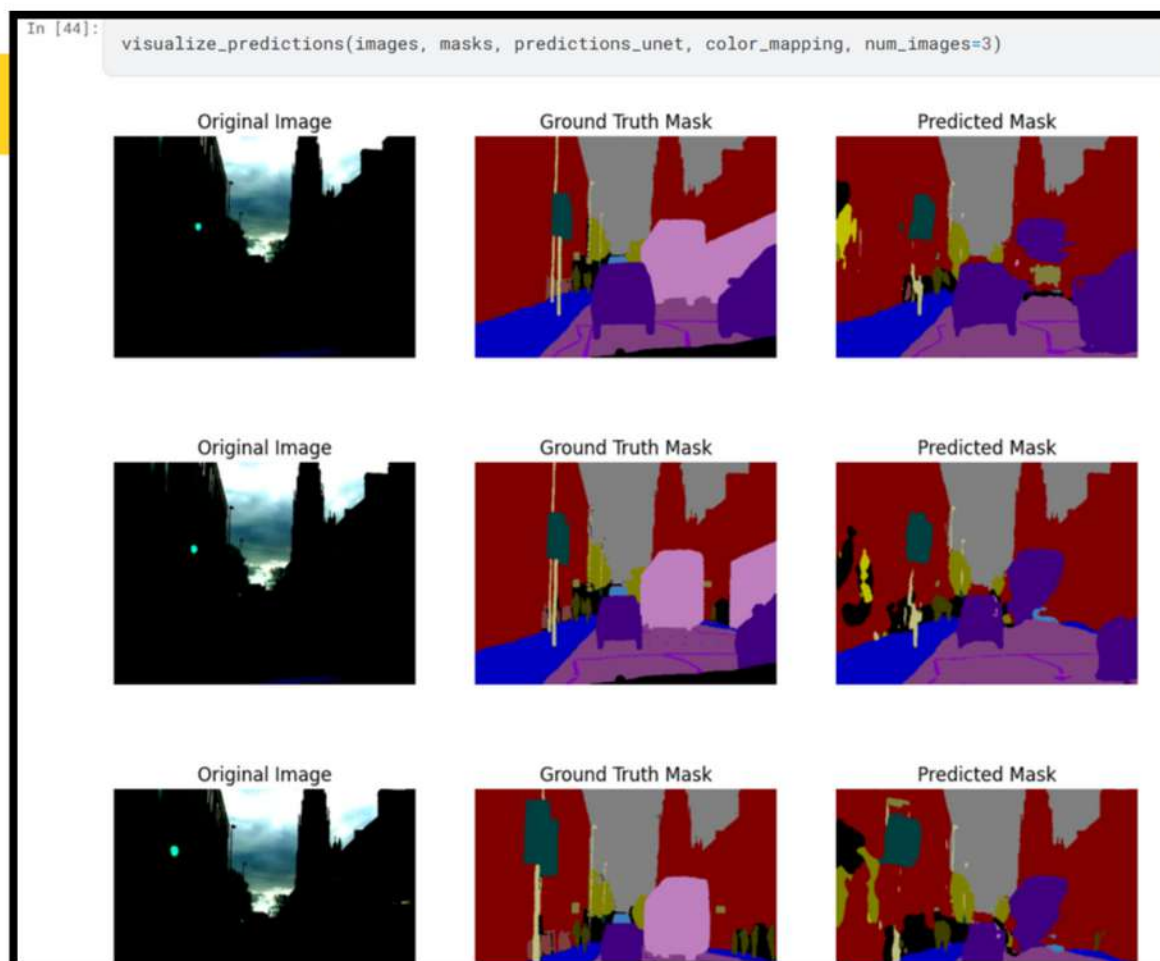 In [44]:
visualize_predictions(images, masks, predictions_unet, color_mapping, num_images=3)
Original Image Ground Truth Mask Predicted Mask
Original Image Ground Truth Mask Predicted Mask
Original Image Ground Truth Mask Predicted Mask